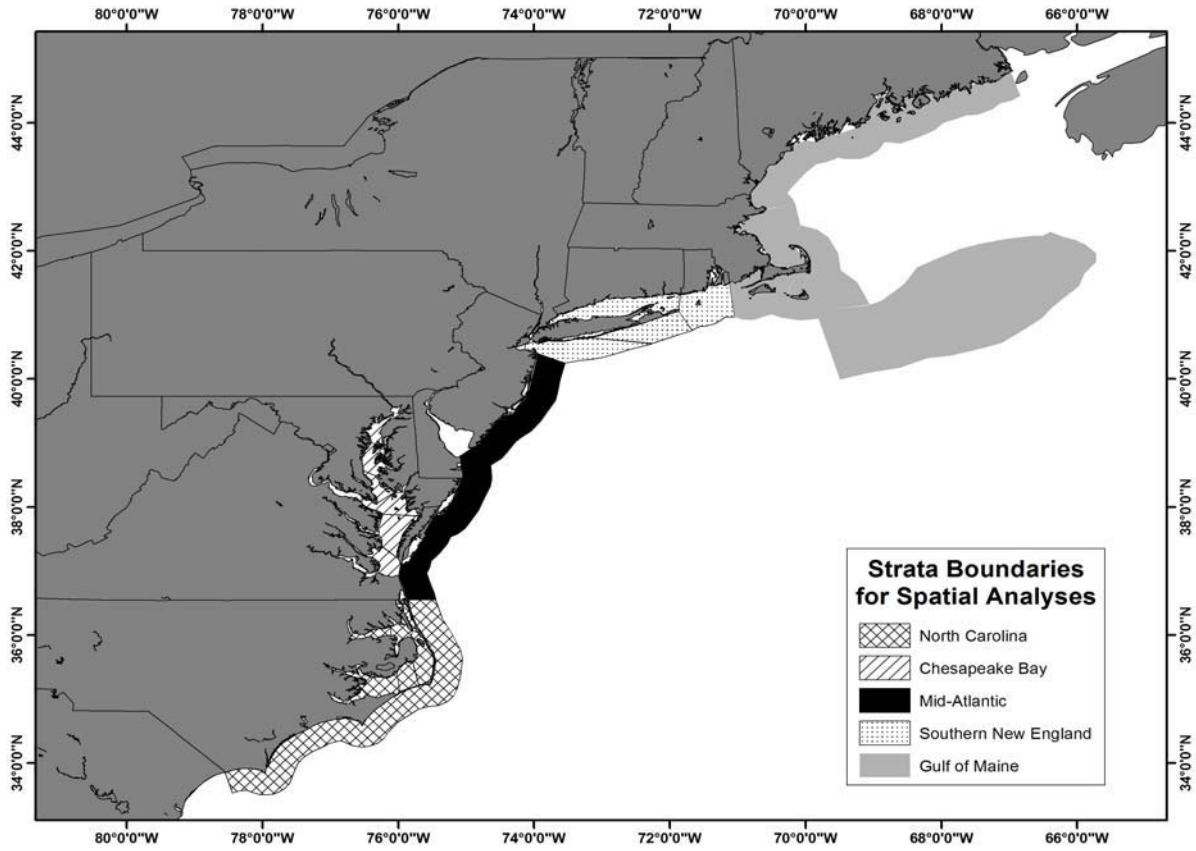 80°0'0"W 78°0'0"W 76°0'0"W 74°0'0"W 72°0'0"W 70°0'0"W 68°0'0"W 66°0'0"W
44°0'0"N
42°0'0"N
40°0'0"N
38°0'0"N
36°0'0"N
34°0'0"N
44°0'0"N
42°0'0"N
40°0'0"N
38°0'0"N
36°0'0"N
34°0'0"N
Strata Boundaries
for Spatial Analyses
North Carolina
Chesapeake Bay
Mid-Atlantic
Southern New England
Gulf of Maine
80°0'0"W 78°0'0"W 76°0'0"W 74°0'0"W 72°0'0"W 70°0'0"W 68°0'0"W 66°0'0"W